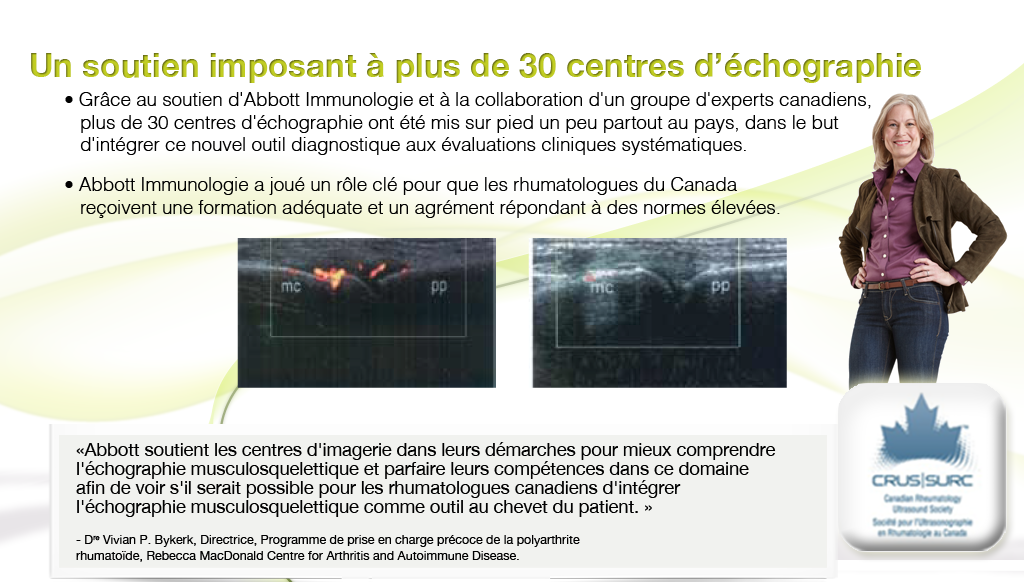 Un soutien imposant à plus de 30 centres d'échographie
• Grâce au soutien d'Abbott Immunologie et à la collaboration d'un groupe d'experts canadiens,
plus de 30 centres d'échographie ont été mis sur pied un peu partout au pays, dans le but
d'intégrer ce nouvel outil diagnostique aux évaluations cliniques systématiques.
• Abbott Immunologie a joué un rôle clé pour que les rhumatologues du Canada
reçoivent une formation adéquate et un agrément répondant à des normes élevées.
mc pp
mc pp
«Abbott soutient les centres d'imagerie dans leurs démarches pour mieux comprendre
l'échographie musculosquelettique et parfaire leurs compétences dans ce domaine
afin de voir s'il serait possible pour les rhumatologues canadiens d'intégrer
l'échographie musculosquelettique comme outil au chevet du patient. »
- Dre Vivian P. Bykerk, Directrice, Programme de prise en charge précoce de la polyarthrite
rhumatoïde, Rebecca MacDonald Centre for Arthritis and Autoimmune Disease.
CRUS|SURC
Canadian Rheumatology
Ultrasound Society
Société pour l'Ultrasonographie
en Rhumatologie au Canada